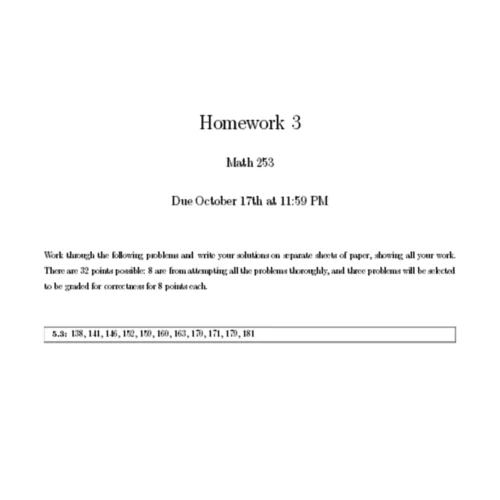 Homework 3
Math 253
Due October 17th at 11:59 PM
Work through the following problems and write your solutions on separate sheets of paper, showing all your work.
There are 32 points possible: 8 are from attempting all the problems thoroughly, and three problems will be selected
to be graded for correctness for 8 points each.
5.3: 138, 141, 146, 152, 159, 160, 163, 170, 171, 179, 181